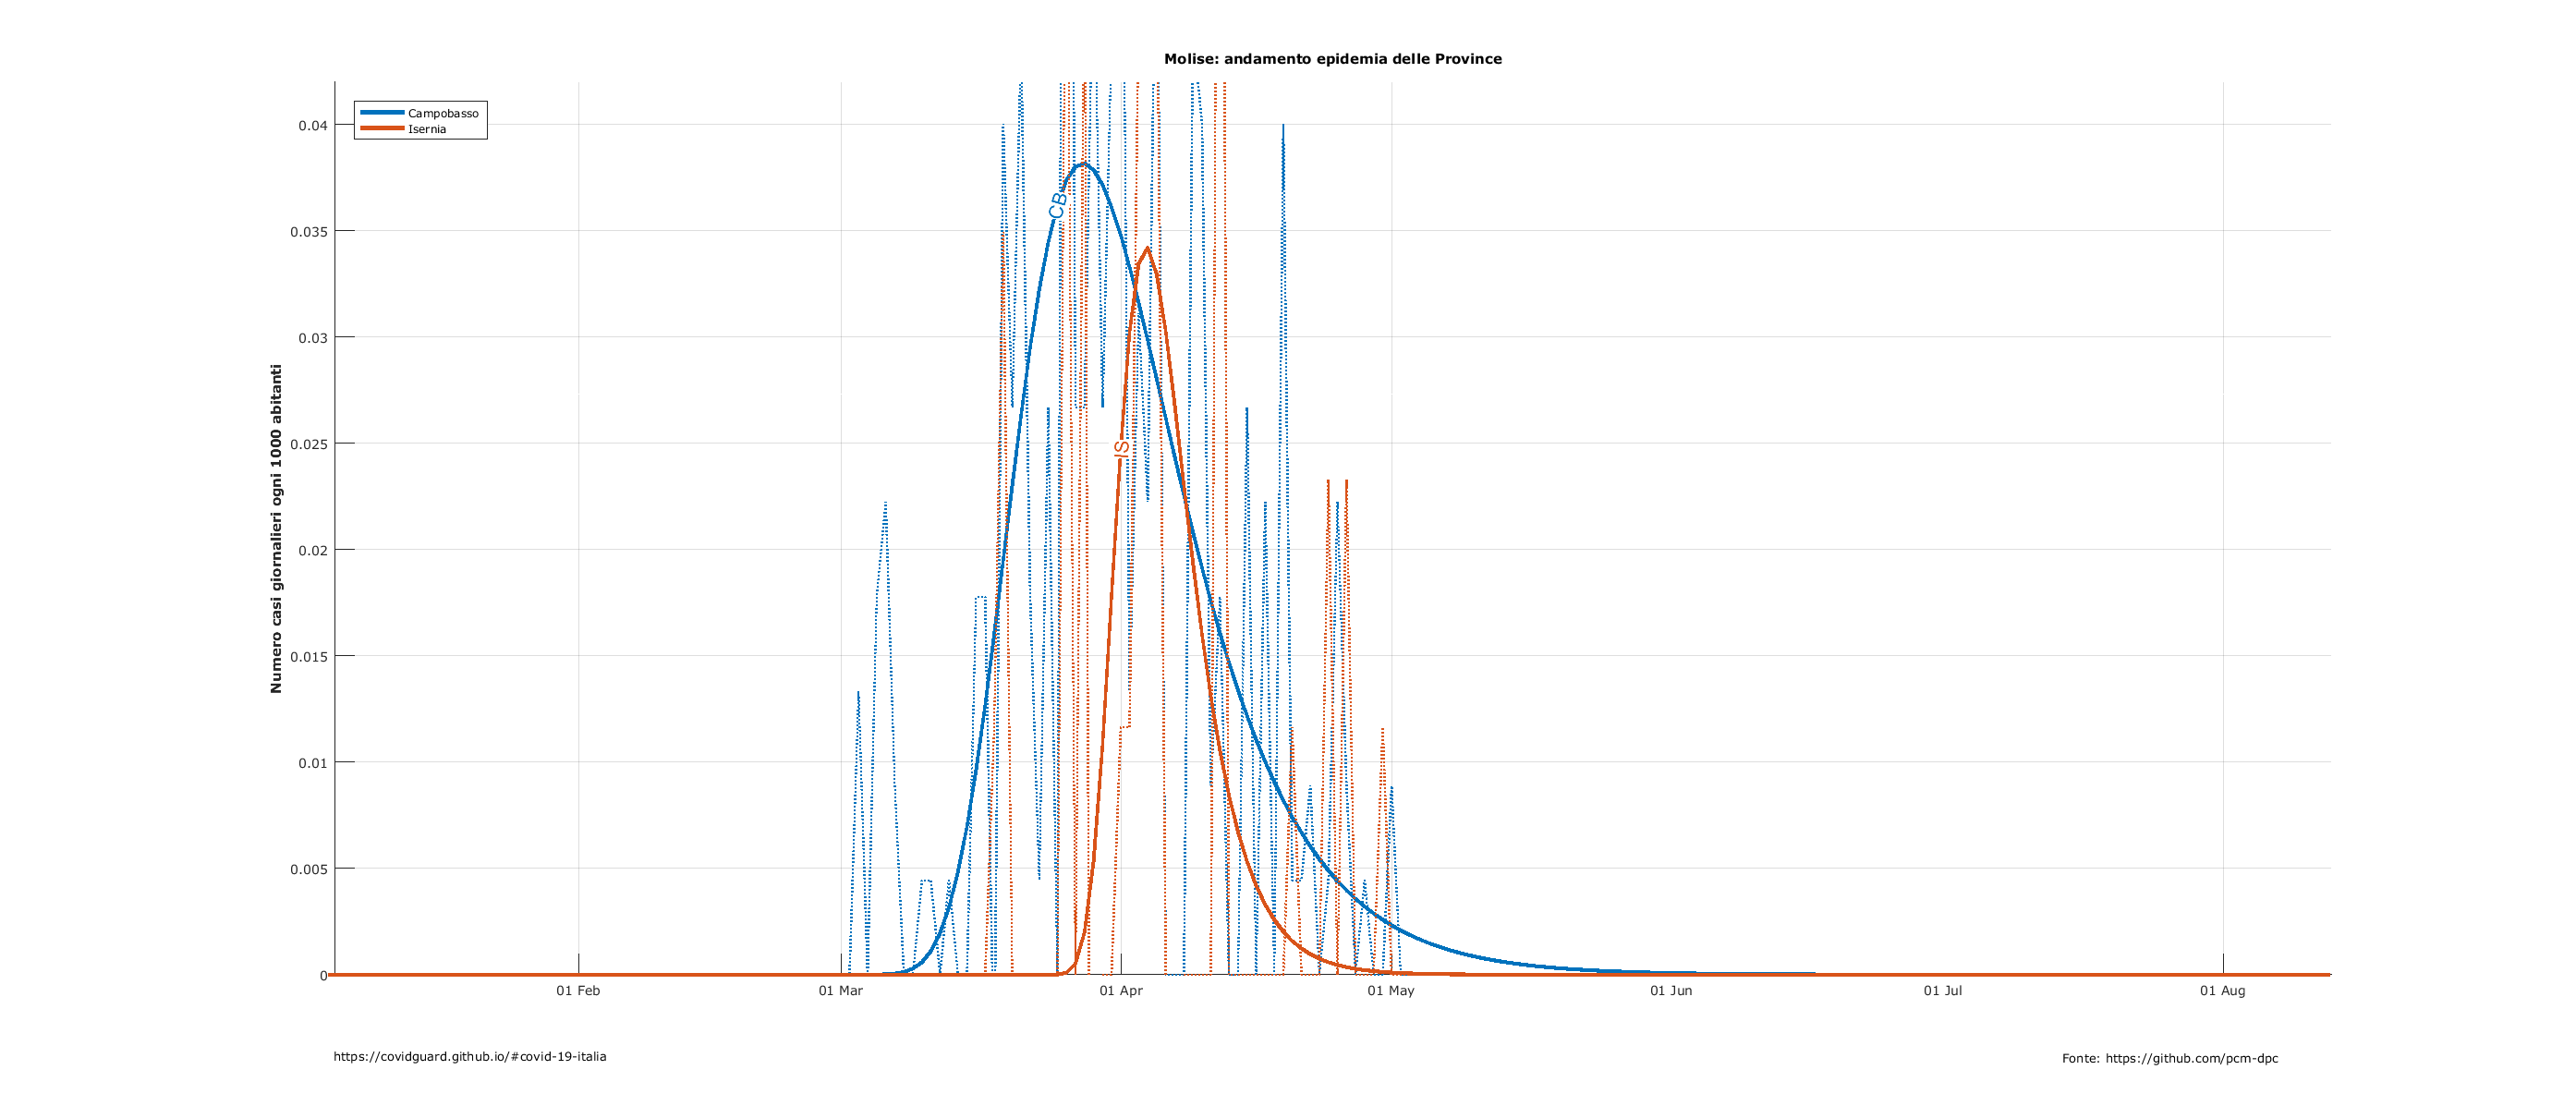 Molise: andamento epidemia delle Province
Campobasso
Isernia
Numero casi giornalieri ogni 1000 abitanti
0.04
0.035
0.03
0.025
0.02
0.015
0.01
0.005
0
CB
IS
01 Feb
01 Mar
01 Apr
01 May
01 Jun
01 Jul
01 Aug
https://covidguard.github.io/#covid-19-italia
Fonte: https://github.com/pcm-dpc